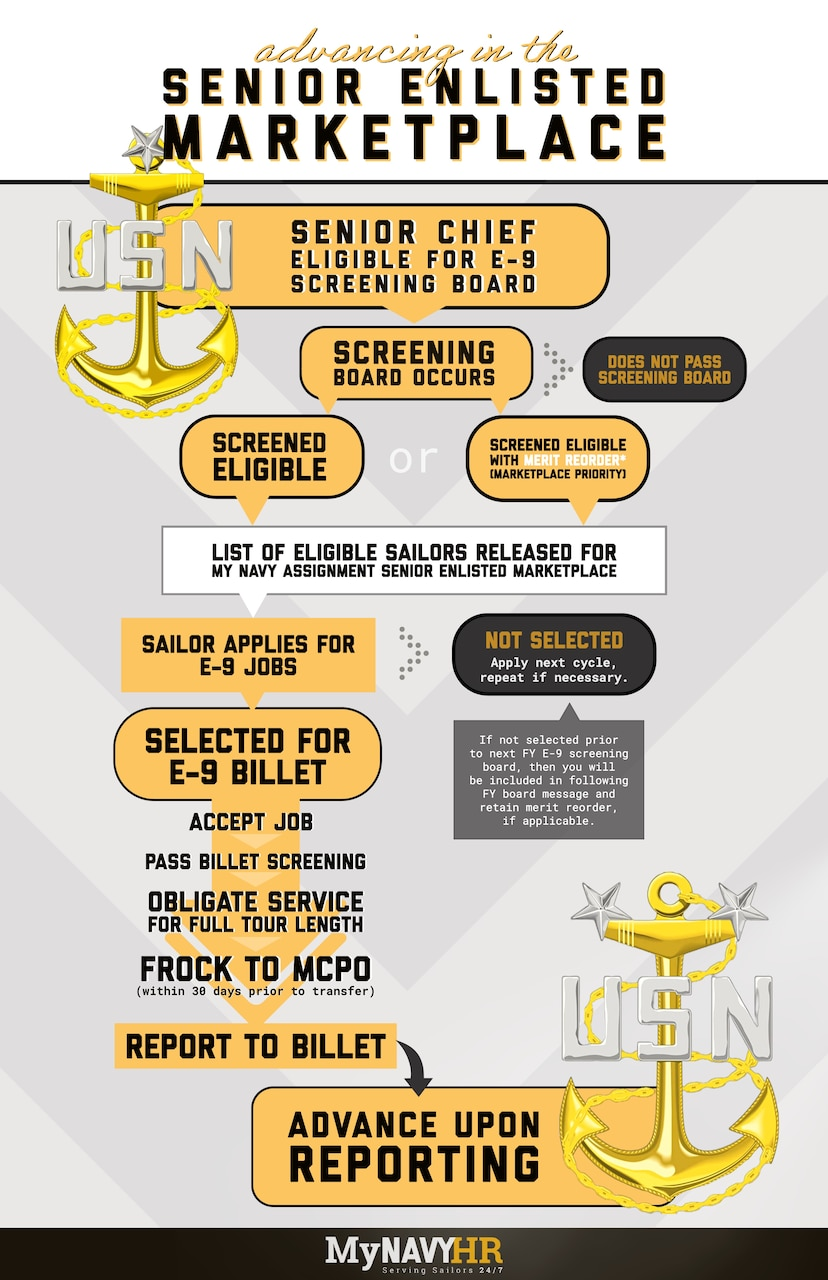 advancing in the
SENIOR ENLISTED
MARKETPLACE
USN
SENIOR CHIEF
ELIGIBLE FOR E-9
SCREENING BOARD
SCREENING
BOARD OCCURS
DOES NOT PASS
SCREENING BOARD
SCREENED
ELIGIBLE
or
SCREENED ELIGIBLE
WITH MERIT REORDER*
(MARKETPLACE PRIORITY)
LIST OF ELIGIBLE SAILORS RELEASED FOR
MY NAVY ASSIGNMENT SENIOR ENLISTED MARKETPLACE
SAILOR APPLIES FOR
E-9 JOBS
NOT SELECTED
Apply next cycle,
repeat if necessary.
SELECTED FOR
E-9 BILLET
If not selected prior
to next FY E-9 screening
board, then you will
be included in following
FY board message and
retain merit reorder,
if applicable.
ACCEPT JOB
PASS BILLET SCREENING
OBLIGATE SERVICE
FOR FULL TOUR LENGTH
FROCK TO MCPO
(within 30 days prior to transfer)
USN
REPORT TO BILLET
ADVANCE UPON
REPORTING
MyNAVYHR
Serving Sailors 24/7